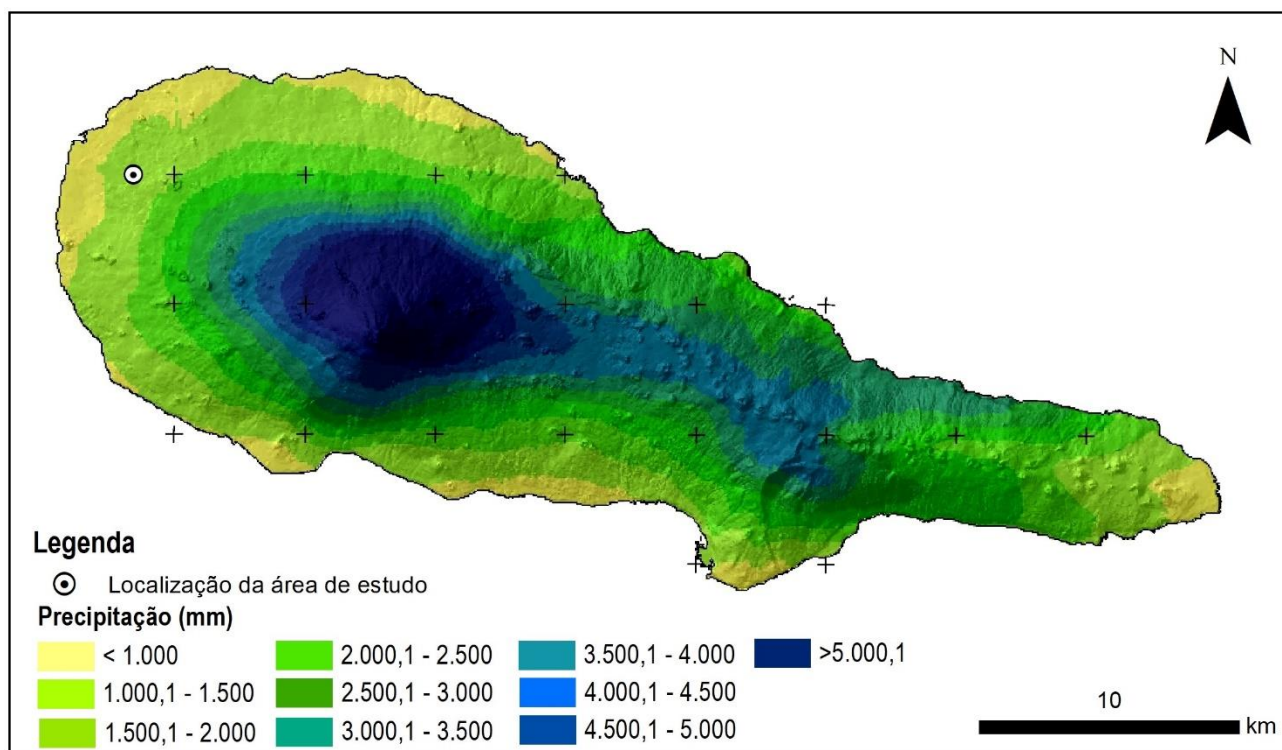 N
Legenda
Localização da área de estudo
Precipitação (mm)
< 1.000
1.000,1 - 1.500
1.500,1 - 2.000
2.000,1 - 2.500
2.500,1 - 3.000
3.000,1 - 3.500
3.500,1 - 4.000
4.000,1 - 4.500
4.500,1 - 5.000
>5.000,1
10
km